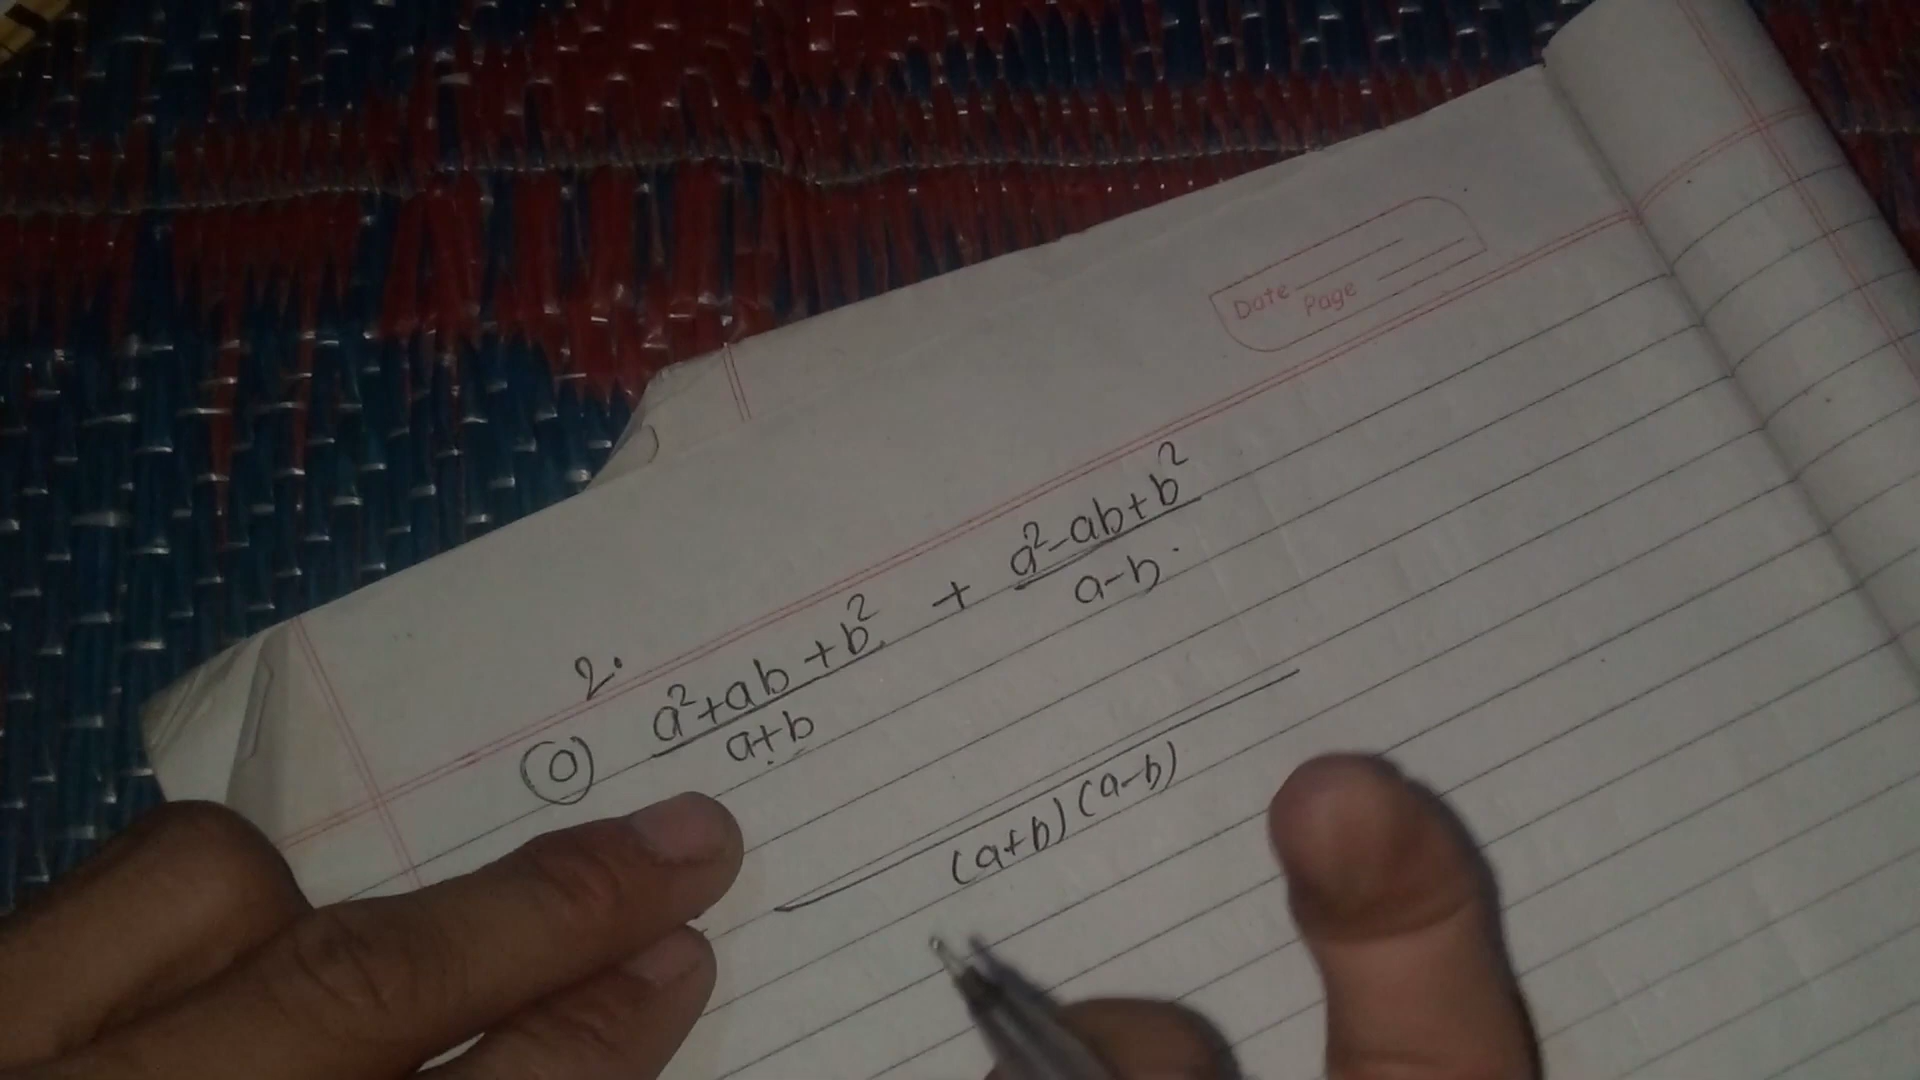 Date
Page
2.
(o) a²+ab+b²/a+b + a²-ab+b²/a-b.
/(a+b)(a-b)